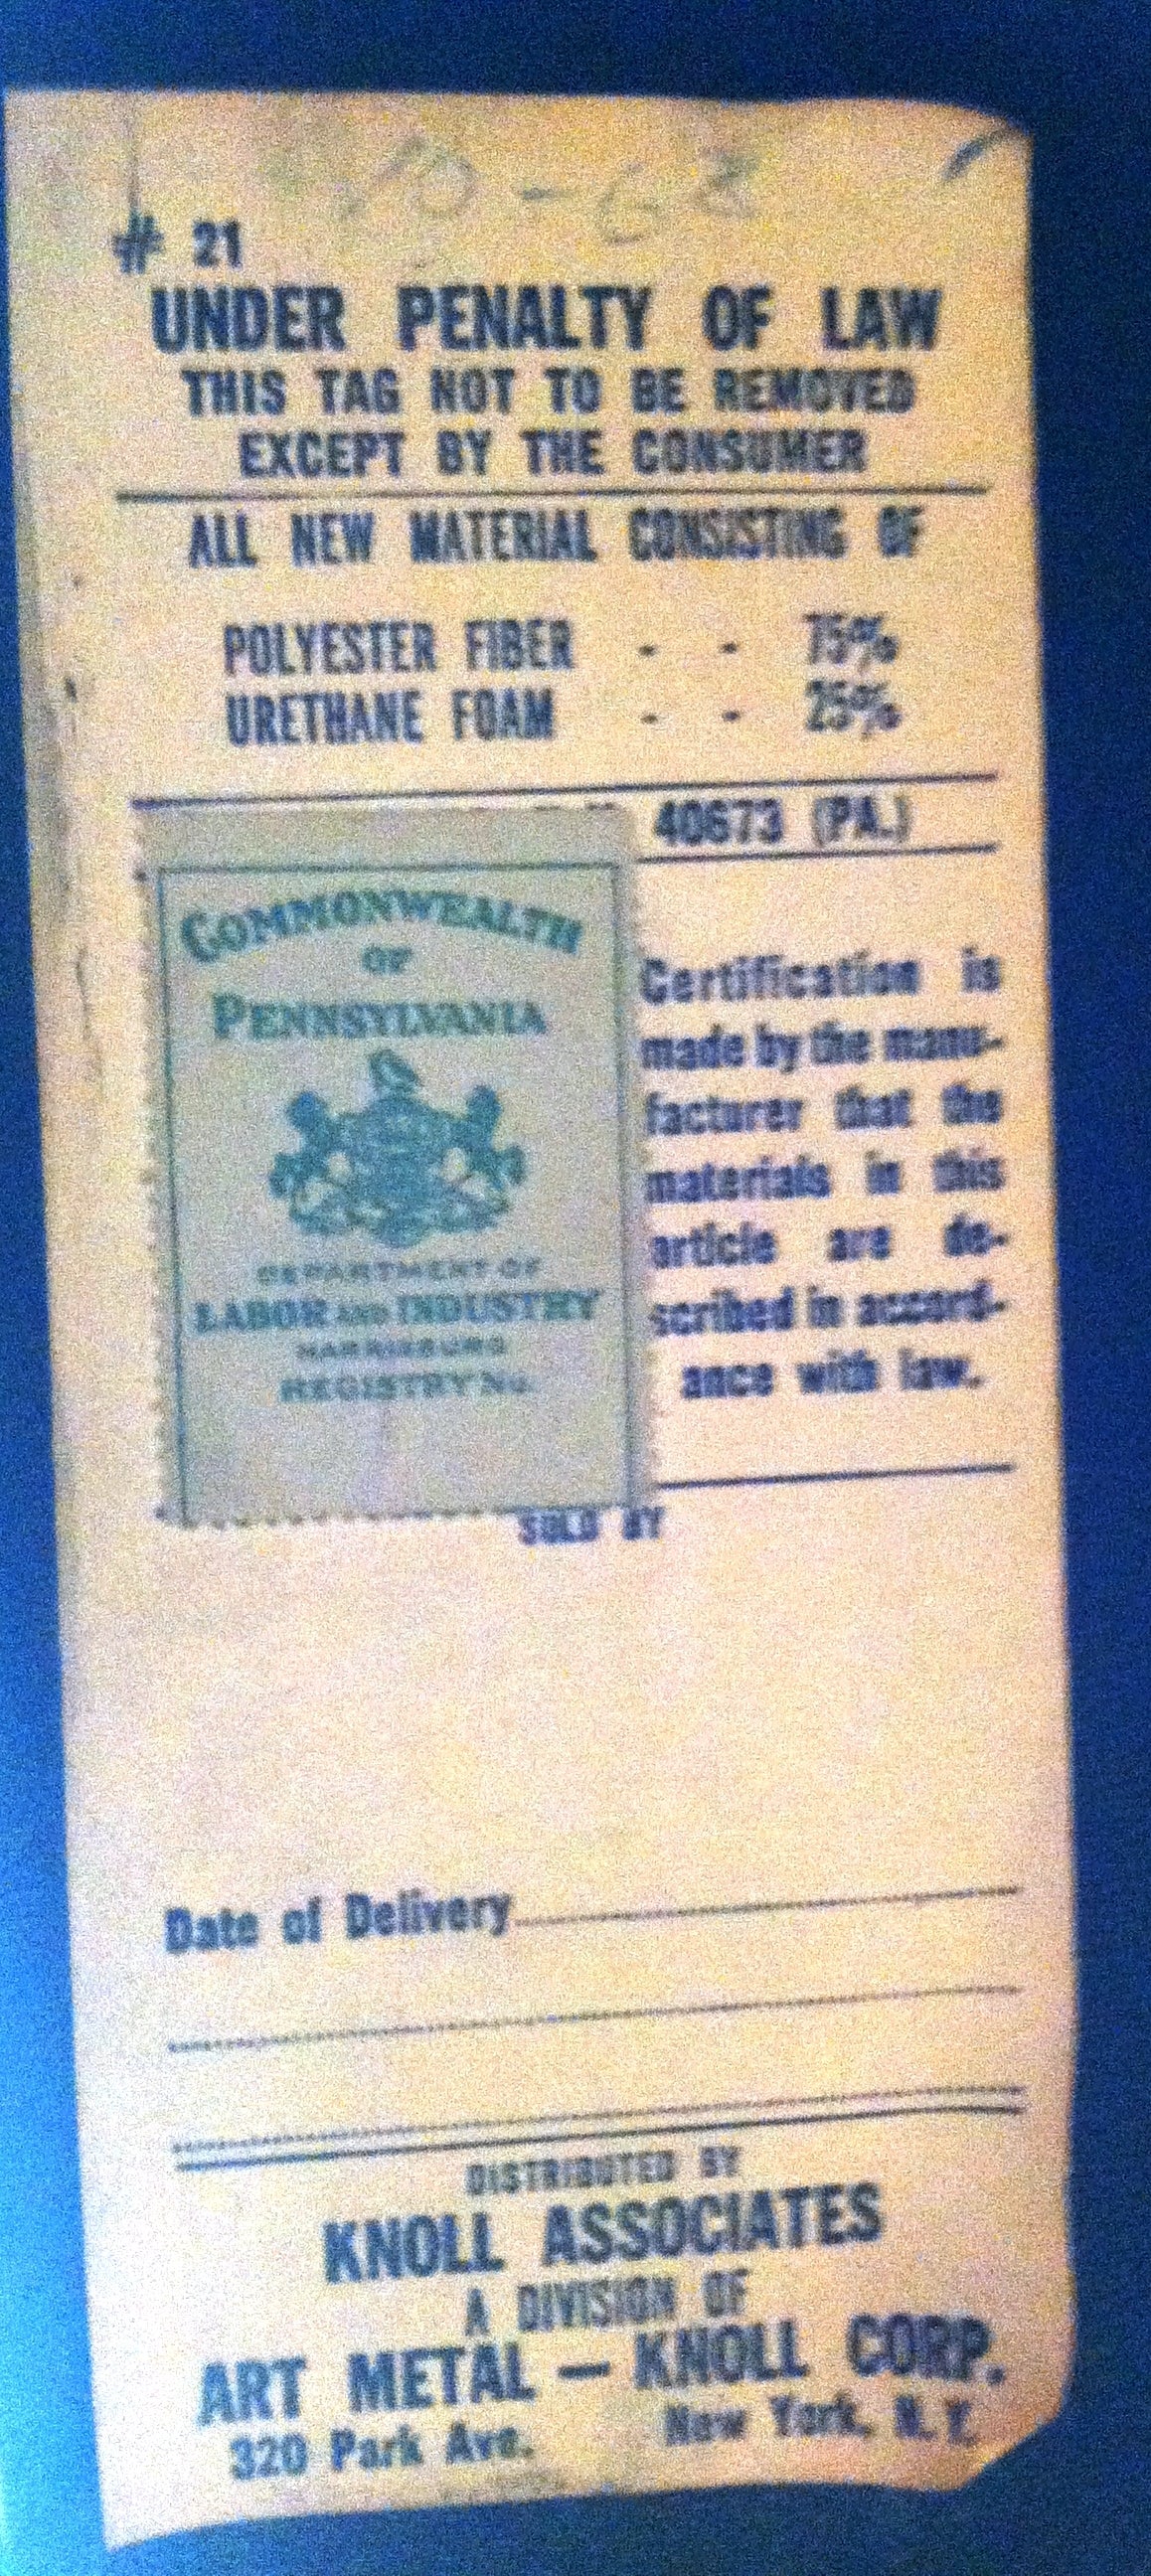 10-68
# 21
UNDER PENALTY OF LAW
THIS TAG NOT TO BE REMOVED
EXCEPT BY THE CONSUMER
ALL NEW MATERIAL CONSISTING OF
POLYESTER FIBER - - 75%
URETHANE FOAM - - 25%
40673 (PA.)
COMMONWEALTH
OF
PENNSYLVANIA
DEPARTMENT OF
LABOR AND INDUSTRY
HARRISBURG
REGISTRY No.
Certification is
made by the manu-
facturer that the
materials in this
article are de-
scribed in accord-
ance with law.
SOLD BY
Date of Delivery
DISTRIBUTED BY
KNOLL ASSOCIATES
A DIVISION OF
ART METAL — KNOLL CORP.
320 Park Ave. New York, N.Y.